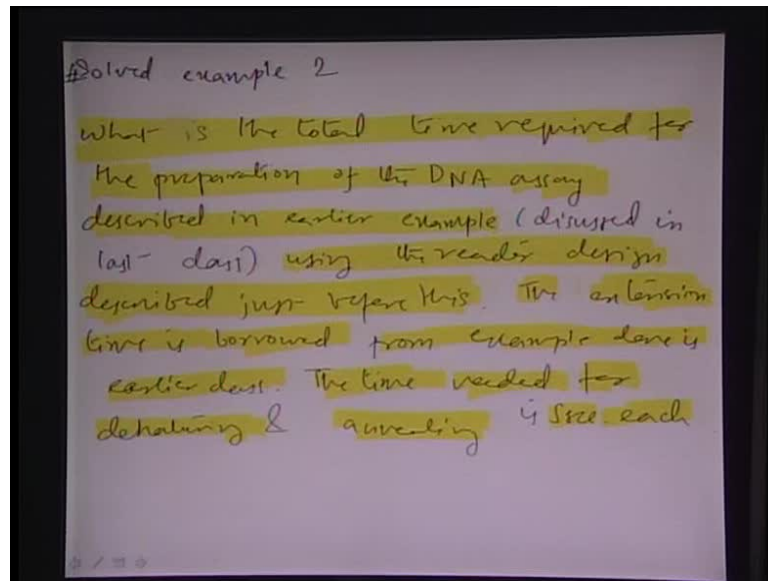 Solved example 2
What is the total time required for
the preparation of the DNA assay
described in earlier example (discussed in
last class) using the reader design
described just before this. The extension
time is borrowed from example done is
earlier class. The time needed for
denaturing & annealing is 5sec each